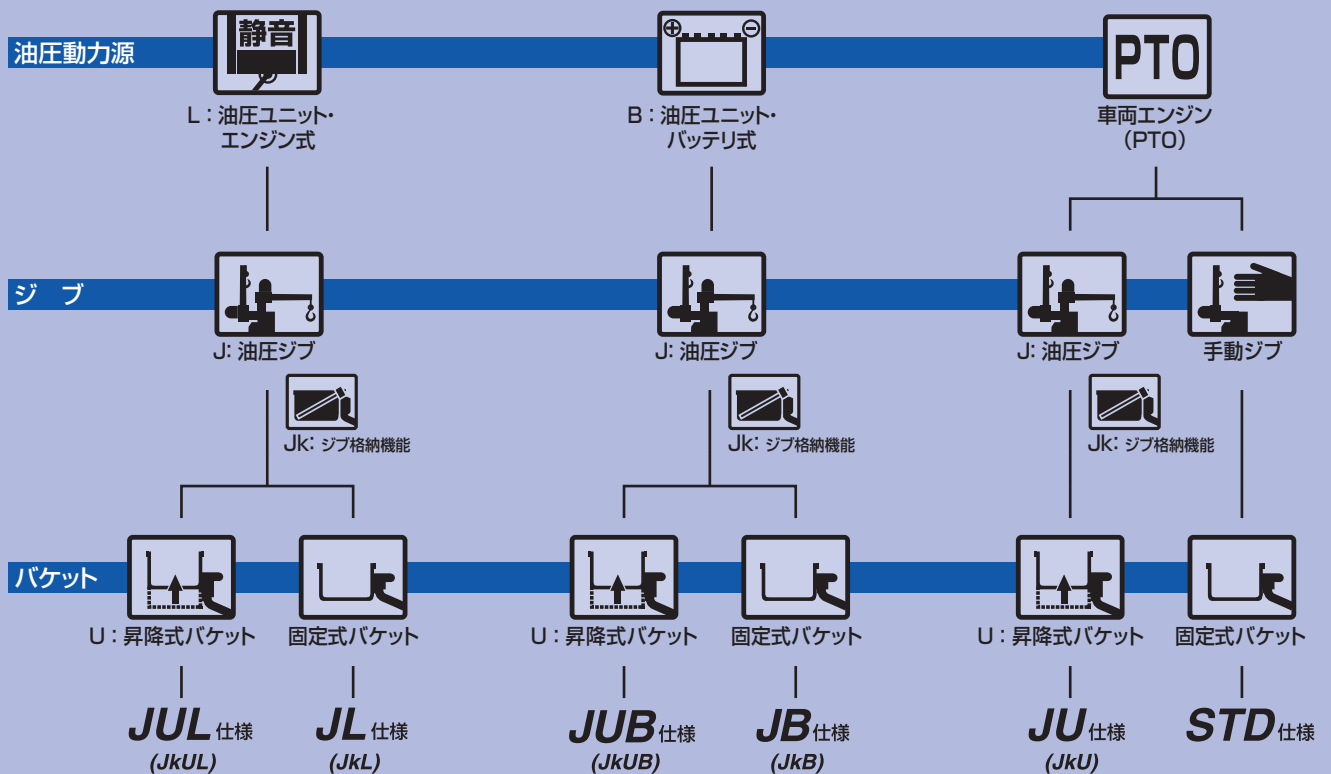 油圧動力源
静音
PTO
L：油圧ユニット・
エンジン式
B：油圧ユニット・
バッテリ式
車両エンジン
（PTO）
ジ ブ
J: 油圧ジブ
J: 油圧ジブ
J: 油圧ジブ
手動ジブ
Jk: ジブ格納機能
Jk: ジブ格納機能
Jk: ジブ格納機能
バケット
U：昇降式バケット
固定式バケット
U：昇降式バケット
固定式バケット
U：昇降式バケット
固定式バケット
JUL仕様
(JkUL)
JL仕様
(JkL)
JUB仕様
(JkUB)
JB仕様
(JkB)
JU仕様
(JkU)
STD仕様